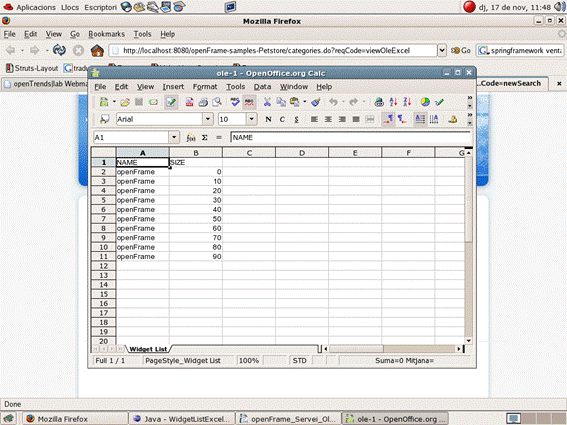 Aplicacions Llocs Escriptori
dj, 17 de nov, 11:48
Mozilla Firefox
File Edit View Go Bookmarks Tools Help
http://localhost:8080/openFrame-samples-Petstore/categories.do?reqCode=viewOleExcel
Go
springframework vent
Struts-Layout
openTrends|lab Webma
...Code=newSearch
ole-1 - OpenOffice.org Calc
File Edit View Insert Format Tools Data Window Help
Arial
10
N C S
A1
NAME
A B C D E F G
1 NAME SIZE
2 openFrame 0
3 openFrame 10
4 openFrame 20
5 openFrame 30
6 openFrame 40
7 openFrame 50
8 openFrame 60
9 openFrame 70
10 openFrame 80
11 openFrame 90
12
13
14
15
16
17
18
19
20
Widget List
Full 1 / 1 PageStyle_Widget List 100% STD Suma=0 Mitjana=
Done
Mozilla Firefox
Java - WidgetListExcel...
openFrame_Servei_Ol...
ole-1 - OpenOffice.org ...